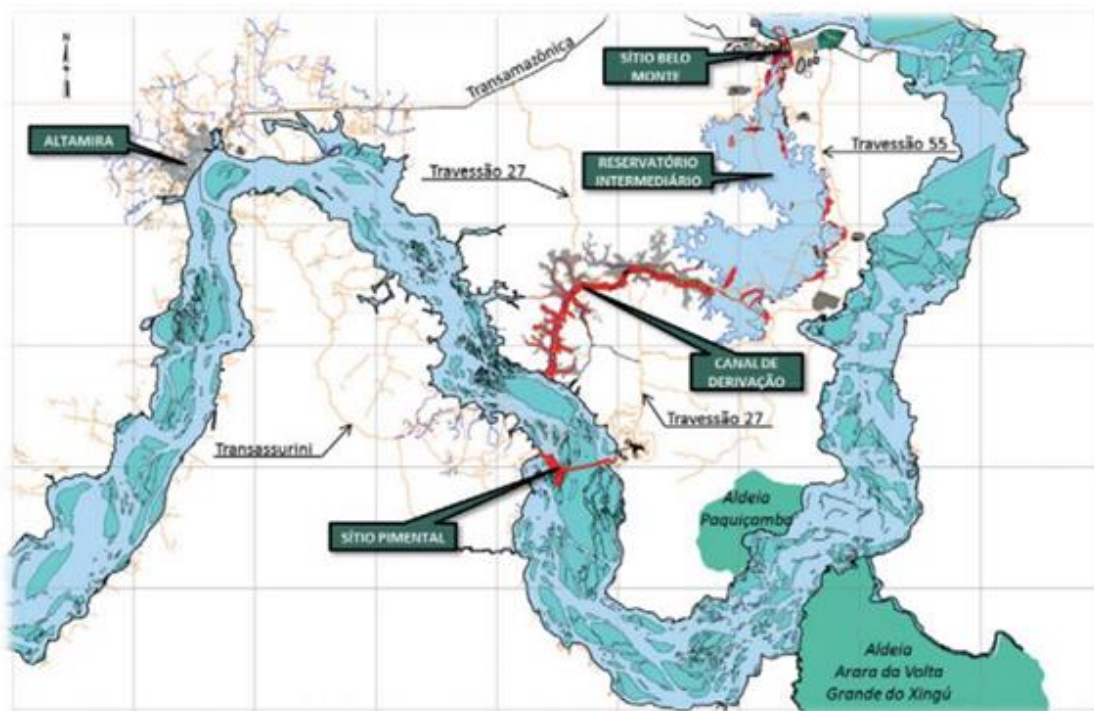 N
SÍTIO BELO
MONTE
Transamazônica
ALTAMIRA
Travessão 55
RESERVATÓRIO
INTERMEDIÁRIO
Travessão 27
CANAL DE
DERIVAÇÃO
Travessão 27
Transassurini
Aldeia
Paquiçamba
SÍTIO PIMENTAL
Aldeia
Arara da Volta
Grande do Xingú